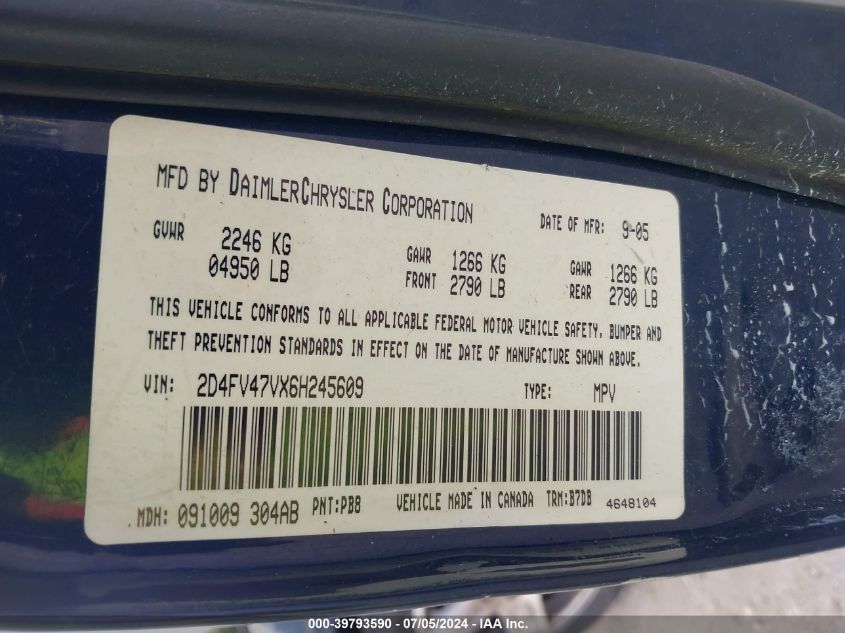 MFD BY DAIMLERCHRYSLER CORPORATION DATE OF MFR: 9-05
GVWR 2246 KG GAWR 1266 KG GAWR 1266 KG
04950 LB FRONT 2790 LB REAR 2790 LB
THIS VEHICLE CONFORMS TO ALL APPLICABLE FEDERAL MOTOR VEHICLE SAFETY, BUMPER AND
THEFT PREVENTION STANDARDS IN EFFECT ON THE DATE OF MANUFACTURE SHOWN ABOVE.
VIN: 2D4FV47VX6H245609 TYPE: MPV
MDH: 091009 304AB PNT:PB8 VEHICLE MADE IN CANADA TRM:B7DB 4648104
000-39793590 - 07/05/2024 - IAA Inc.